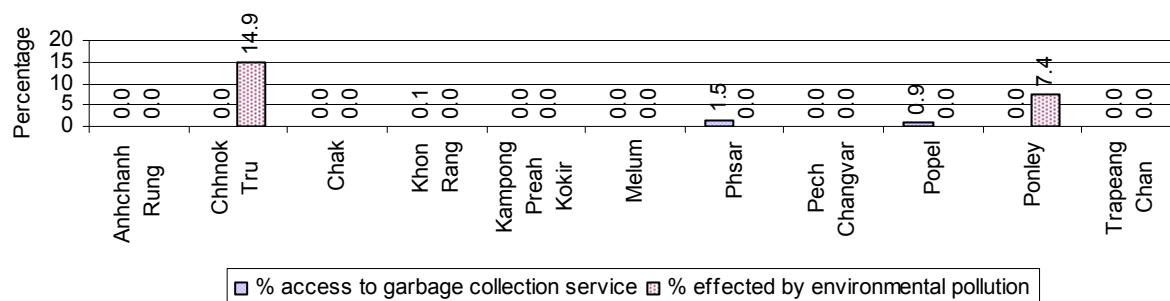 Percentage
20
15
10
5
0
0.0 0.0 0.0 14.9 0.0 0.0 0.1 0.0 0.0 0.0 0.0 0.0 1.5 0.0 0.0 0.0 0.9 0.0 0.0 7.4 0.0 0.0
Anhchanh
Rung
Chhnok
Tru
Chak
Khon
Rang
Kampong
Preah
Kokir
Melum
Phsar
Pech
Changvar
Popel
Ponley
Trapeang
Chan
% access to garbage collection service % effected by environmental pollution